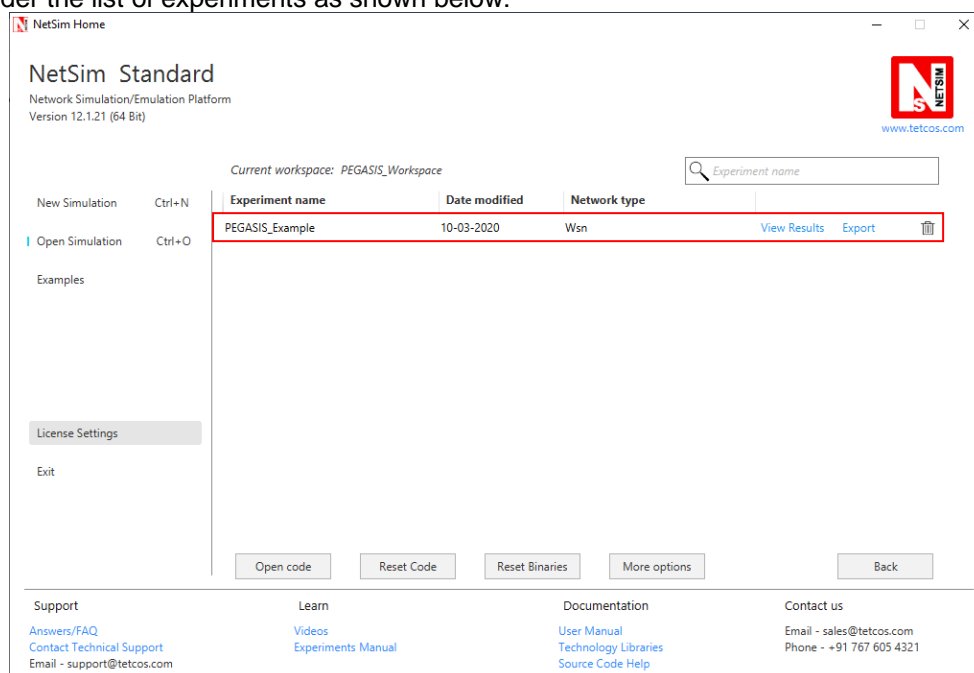 der the list of experiments as shown below.
NetSim Home
NetSim Standard
Network Simulation/Emulation Platform
Version 12.1.21 (64 Bit)
NS NETSIM
www.tetcos.com
Current workspace: PEGASIS_Workspace
Experiment name
New Simulation Ctrl+N
Open Simulation Ctrl+O
Examples
License Settings
Exit
Experiment name Date modified Network type
PEGASIS_Example 10-03-2020 Wsn View Results Export
Open code Reset Code Reset Binaries More options Back
Support
Answers/FAQ
Contact Technical Support
Email - support@tetcos.com
Learn
Videos
Experiments Manual
Documentation
User Manual
Technology Libraries
Source Code Help
Contact us
Email - sales@tetcos.com
Phone - +91 767 605 4321